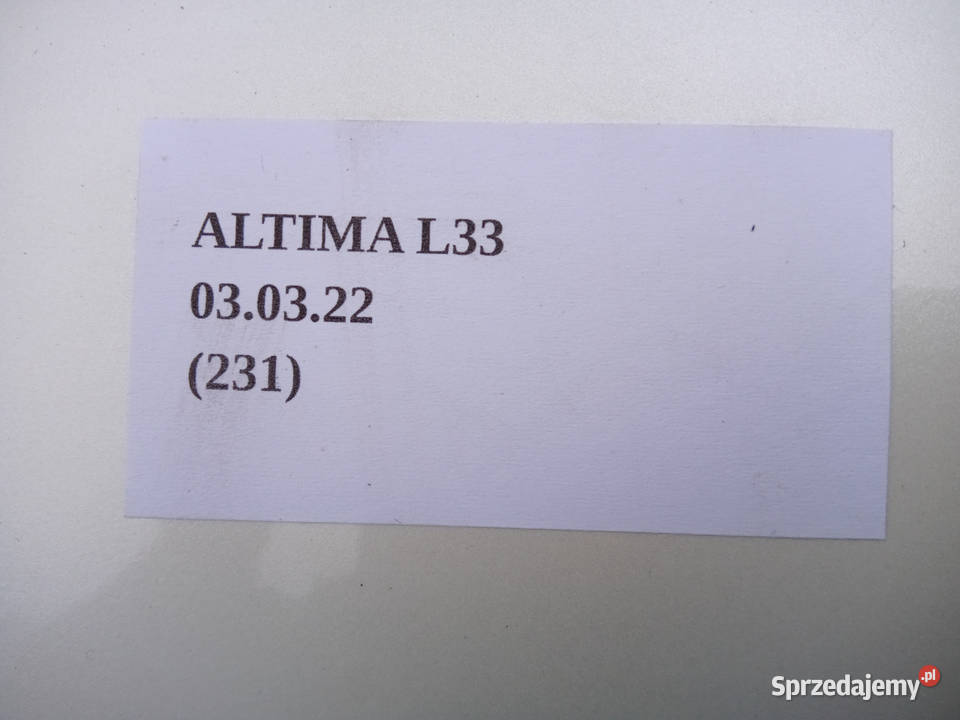 ALTIMA L33
03.03.22
(231)
Sprzedajemy.pl